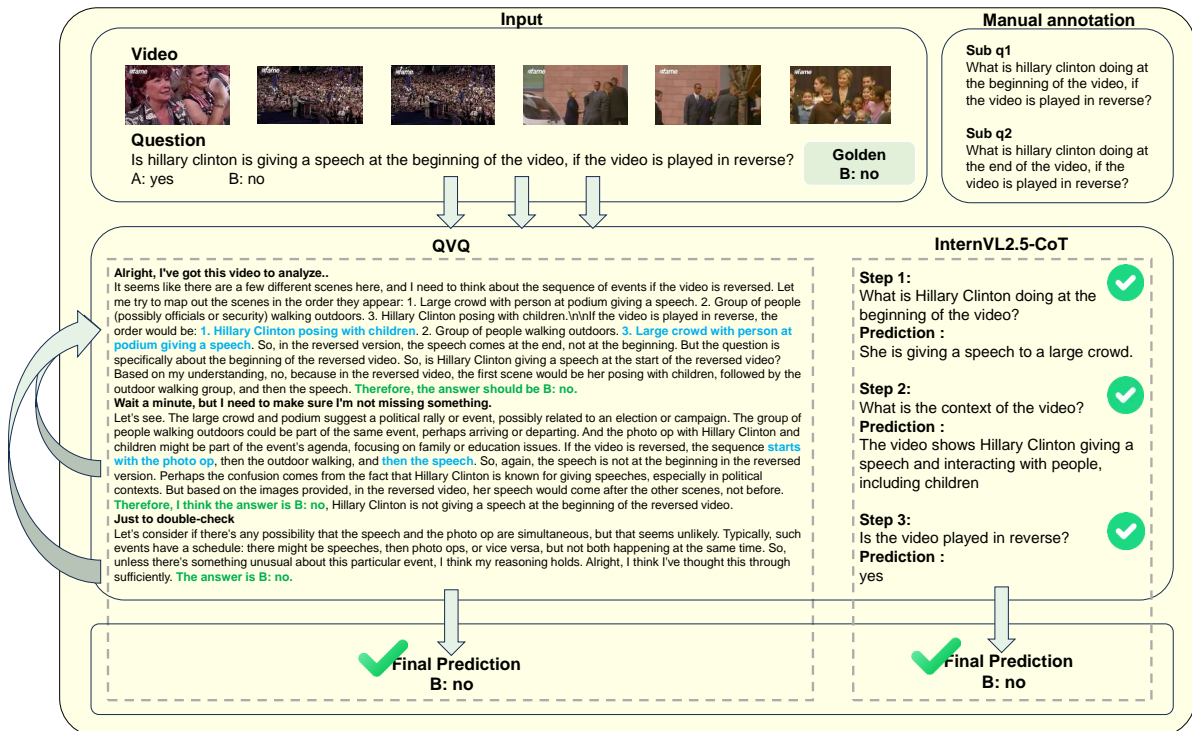 Input
Manual annotation
Video
fame
fame
fame
fame
fame
fame
Question
Is hillary clinton is giving a speech at the beginning of the video, if the video is played in reverse?
A: yes B: no
Golden
B: no
Sub q1
What is hillary clinton doing at
the beginning of the video, if
the video is played in reverse?
Sub q2
What is hillary clinton doing at
the end of the video, if the
video is played in reverse?
QVQ
Alright, I've got this video to analyze..
It seems like there are a few different scenes here, and I need to think about the sequence of events if the video is reversed. Let
me try to map out the scenes in the order they appear: 1. Large crowd with person at podium giving a speech. 2. Group of people
(possibly officials or security) walking outdoors. 3. Hillary Clinton posing with children.\n\nIf the video is played in reverse, the
order would be: 1. Hillary Clinton posing with children. 2. Group of people walking outdoors. 3. Large crowd with person at
podium giving a speech. So, in the reversed version, the speech comes at the end, not at the beginning. But the question is
specifically about the beginning of the reversed video. So, is Hillary Clinton giving a speech at the start of the reversed video?
Based on my understanding, no, because in the reversed video, the first scene would be her posing with children, followed by the
outdoor walking group, and then the speech. Therefore, the answer should be B: no.
Wait a minute, but I need to make sure I'm not missing something.
Let's see. The large crowd and podium suggest a political rally or event, possibly related to an election or campaign. The group of
people walking outdoors could be part of the same event, perhaps arriving or departing. And the photo op with Hillary Clinton and
children might be part of the event's agenda, focusing on family or education issues. If the video is reversed, the sequence starts
with the photo op, then the outdoor walking, and then the speech. So, again, the speech is not at the beginning in the reversed
version. Perhaps the confusion comes from the fact that Hillary Clinton is known for giving speeches, especially in political
contexts. But based on the images provided, in the reversed video, her speech would come after the other scenes, not before.
Therefore, I think the answer is B: no, Hillary Clinton is not giving a speech at the beginning of the reversed video.
Just to double-check
Let's consider if there's any possibility that the speech and the photo op are simultaneous, but that seems unlikely. Typically, such
events have a schedule: there might be speeches, then photo ops, or vice versa, but not both happening at the same time. So,
unless there's something unusual about this particular event, I think my reasoning holds. Alright, I think I've thought this through
sufficiently. The answer is B: no.
InternVL2.5-CoT
Step 1:
What is Hillary Clinton doing at the
beginning of the video?
Prediction :
She is giving a speech to a large crowd.
Step 2:
What is the context of the video?
Prediction :
The video shows Hillary Clinton giving a
speech and interacting with people,
including children
Step 3:
Is the video played in reverse?
Prediction :
yes
Final Prediction
B: no
Final Prediction
B: no